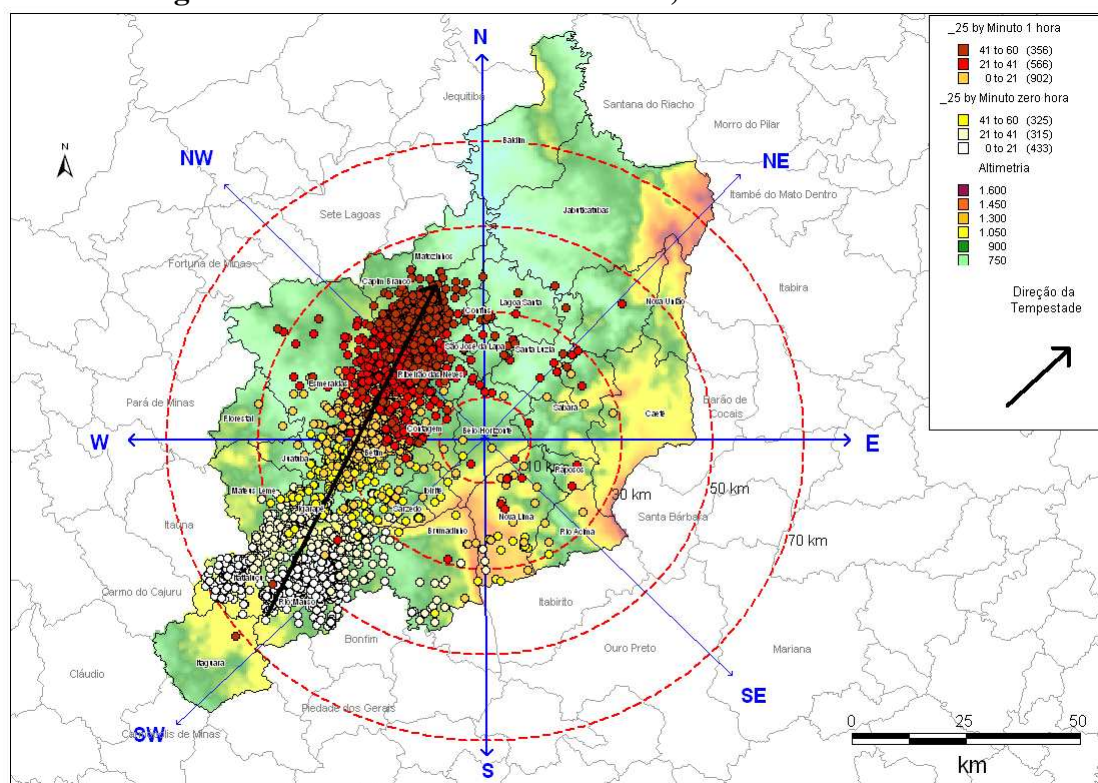 N
Jequitibá
Santana do Riacho
Morro do Pilar
Baldim
NW
NE
N
Itambé do Mato Dentro
Sete Lagoas
Jaboticatubas
Fortuna de Minas
Matozinhos
Capim Branco
Itabira
Lagoa Santa
Nova União
Confins
São José da Lapa
Santa Luzia
Ribeirão das Neves
Esmeraldas
Pará de Minas
Barão de
Cocais
Florestal
Sabará
Caeté
Contagem
Belo Horizonte
W
E
Betim
Juatuba
10 km
Raposos
Mateus Leme
Ibirité
30 km
50 km
Igarapé
Sarzedo
Nova Lima
Santa Bárbara
Itaúna
Brumadinho
Rio Acima
70 km
Itatiaiuçu
Carmo do Cajuru
Rio Manso
Itabirito
Bonfim
Ouro Preto
Mariana
Itaguara
Cláudio
SE
Piedade dos Gerais
SW
S
_25 by Minuto 1 hora
41 to 60 (356)
21 to 41 (566)
0 to 21 (902)
_25 by Minuto zero hora
41 to 60 (325)
21 to 41 (315)
0 to 21 (433)
Altimetria
1.600
1.450
1.300
1.050
900
750
Direção da
Tempestade
0 25 50
km